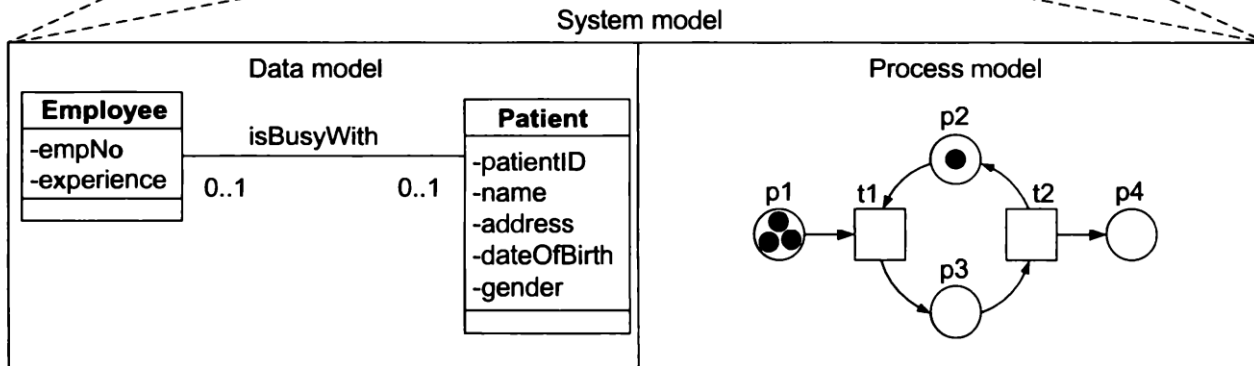 System model
Data model
Employee
-empNo
-experience
isBusyWith
0..1
0..1
Patient
-patientID
-name
-address
-dateOfBirth
-gender
Process model
p2
p1
t1
t2
p4
p3